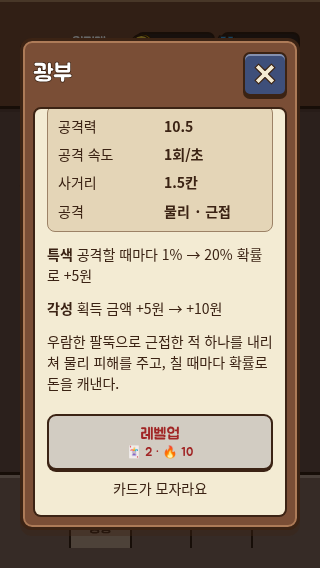 광부
공격력 10.5
공격 속도 1회/초
사거리 1.5칸
공격 물리 · 근접
특색 공격할 때마다 1% → 20% 확률
로 +5원
각성 획득 금액 +5원 → +10원
우람한 팔뚝으로 근접한 적 하나를 내리
쳐 물리 피해를 주고, 칠 때마다 확률로
돈을 캐낸다.
레벨업
🃏 2 · 🔥 10
카드가 모자라요